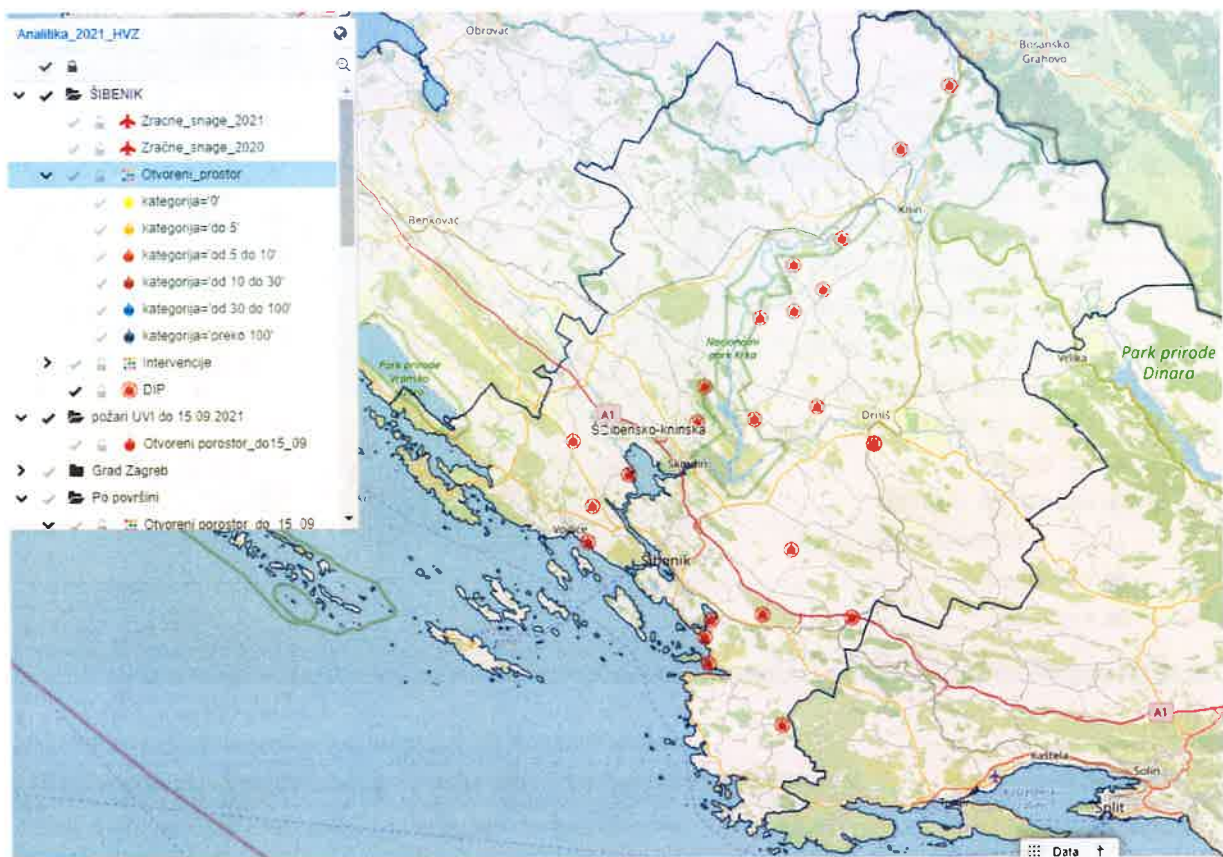 Analitika_2021_HVZ
ŠIBENIK
Zracne_snage_2021
Zračne_snage_2020
Otvoreni_prostor
kategorija='0'
kategorija='do 5'
kategorija='od 5 do 10'
kategorija='od 10 do 30'
kategorija='od 30 do 100'
kategorija='preko 100'
Intervencije
DIP
požari UVI do 15.09.2021
Otvoreni porostor_do15_09
Grad Zagreb
Po površini
Otvoreni porostor_do_15_09
Obrovac
Bosansko
Grahovo
Knin
Benkovac
Nacionalni
park Krka
Park prirode
Vransko
Vrlika
Park prirode
Dinara
A1
Drniš
Šibensko-kninska
Skradin
Vodice
Šibenik
A1
Kaštela
Solin
Split
Data